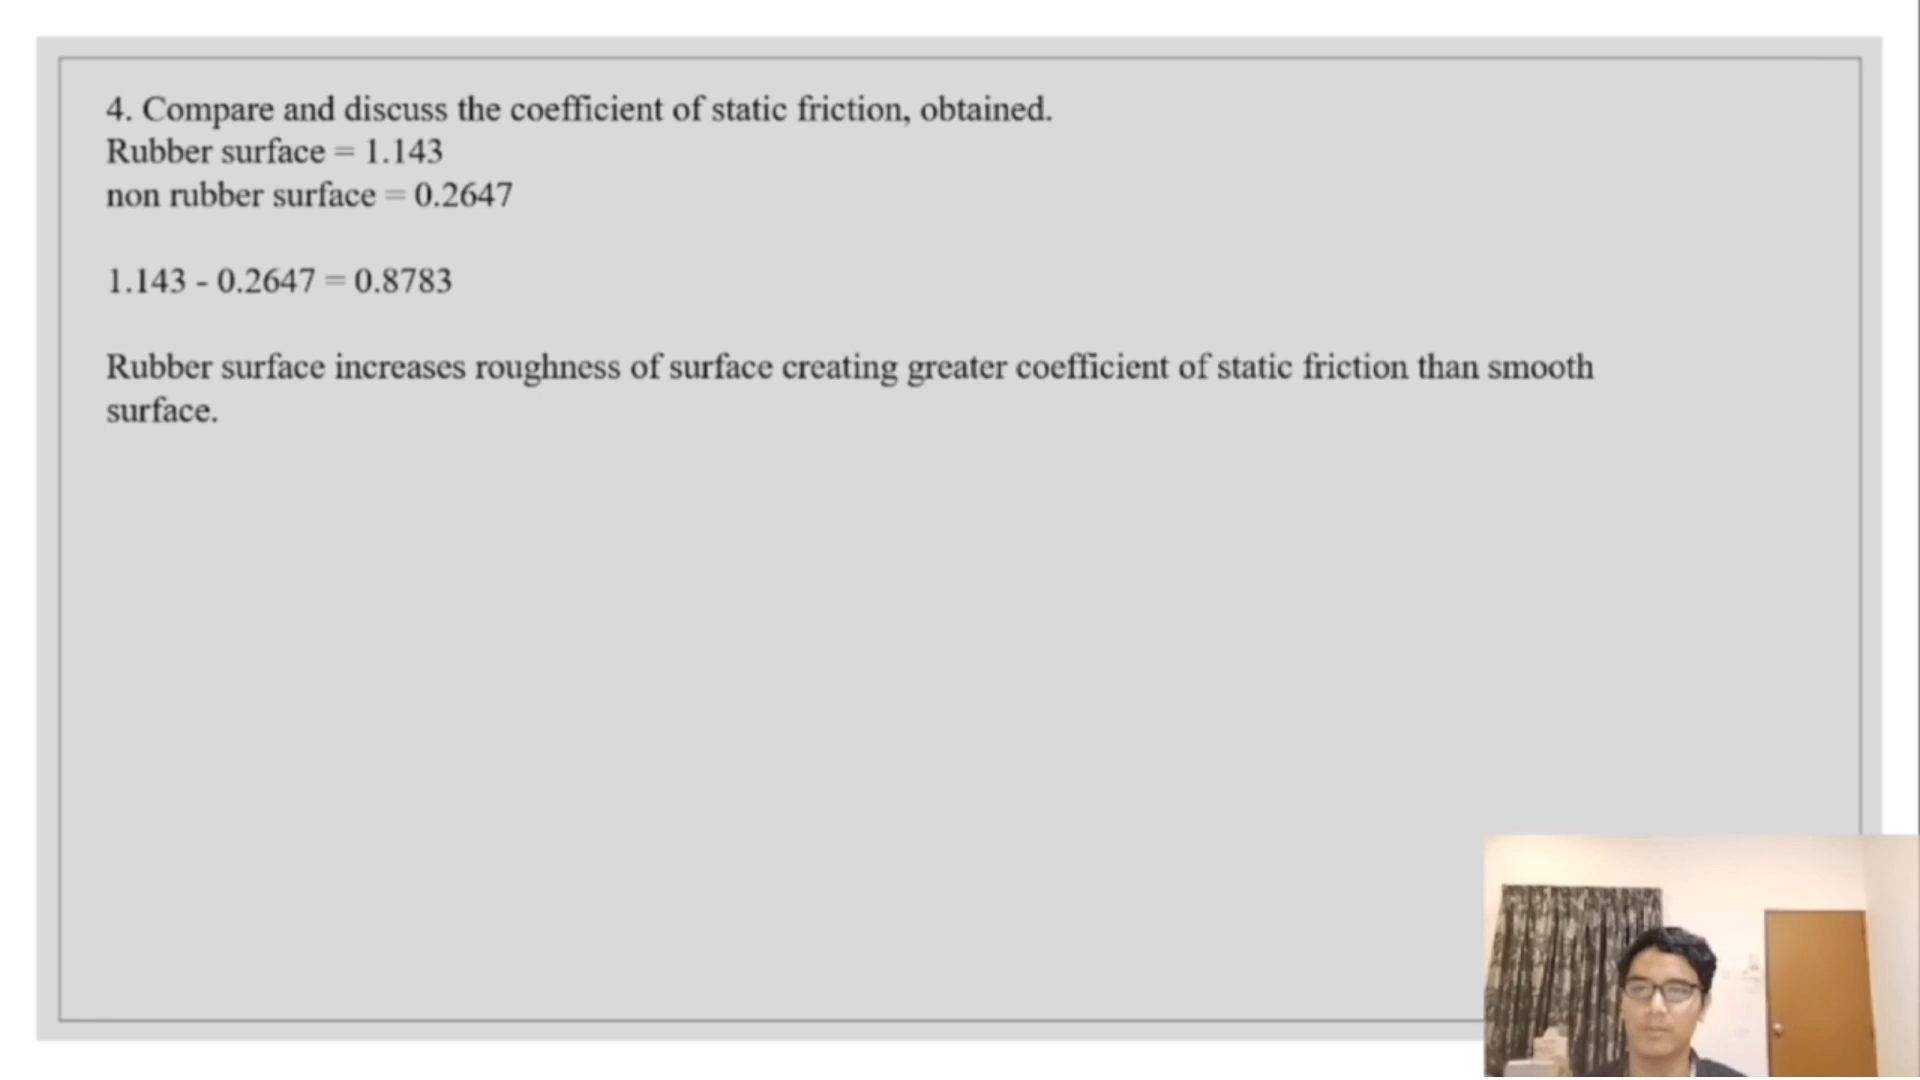 4. Compare and discuss the coefficient of static friction, obtained.
Rubber surface = 1.143
non rubber surface = 0.2647
1.143 - 0.2647 = 0.8783
Rubber surface increases roughness of surface creating greater coefficient of static friction than smooth
surface.